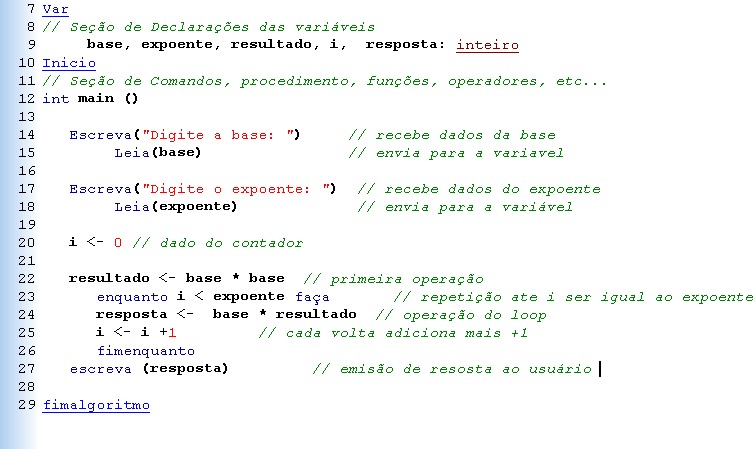 7 Var
8 // Seção de Declarações das variáveis
9 base, expoente, resultado, i, resposta: inteiro
10 Inicio
11 // Seção de Comandos, procedimento, funções, operadores, etc...
12 int main ()
13
14 Escreva("Digite a base: ") // recebe dados da base
15 Leia(base) // envia para a variavel
16
17 Escreva("Digite o expoente: ") // recebe dados do expoente
18 Leia(expoente) // envia para a variável
19
20 i <- 0 // dado do contador
21
22 resultado <- base * base // primeira operação
23 enquanto i < expoente faça // repetição ate i ser igual ao expoente
24 resposta <- base * resultado // operação do loop
25 i <- i +1 // cada volta adiciona mais +1
26 fimenquanto
27 escreva (resposta) // emisão de resosta ao usuário
28
29 fimalgoritmo